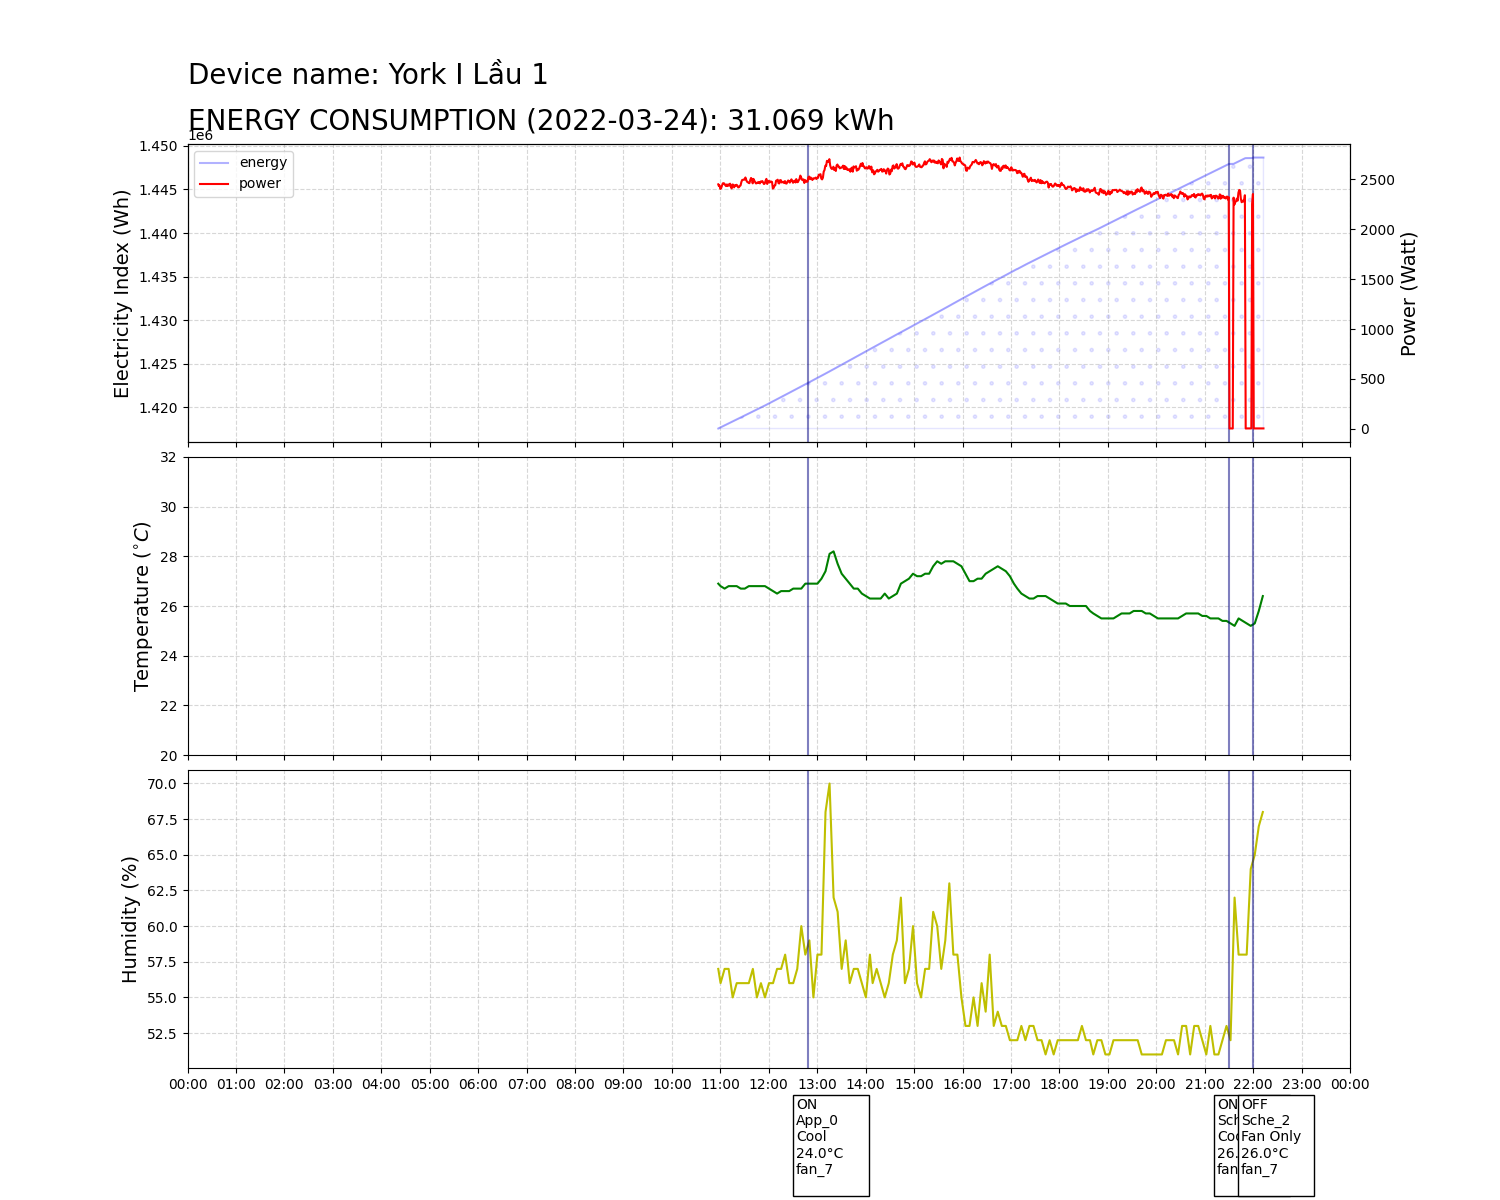 Device name: York I Lầu 1
ENERGY CONSUMPTION (2022-03-24): 31.069 kWh
1e6
energy
power
1.450
1.445
1.440
1.435
1.430
1.425
1.420
Electricity Index (Wh)
2500
2000
1500
1000
500
0
Power (Watt)
32
30
28
26
24
22
20
Temperature (°C)
70.0
67.5
65.0
62.5
60.0
57.5
55.0
52.5
Humidity (%)
00:00 01:00 02:00 03:00 04:00 05:00 06:00 07:00 08:00 09:00 10:00 11:00 12:00 13:00 14:00 15:00 16:00 17:00 18:00 19:00 20:00 21:00 22:00 23:00 00:00
ON
App_0
Cool
24.0°C
fan_7
ON
OFF
Sche_2
Fan Only
26.0°C
fan_7